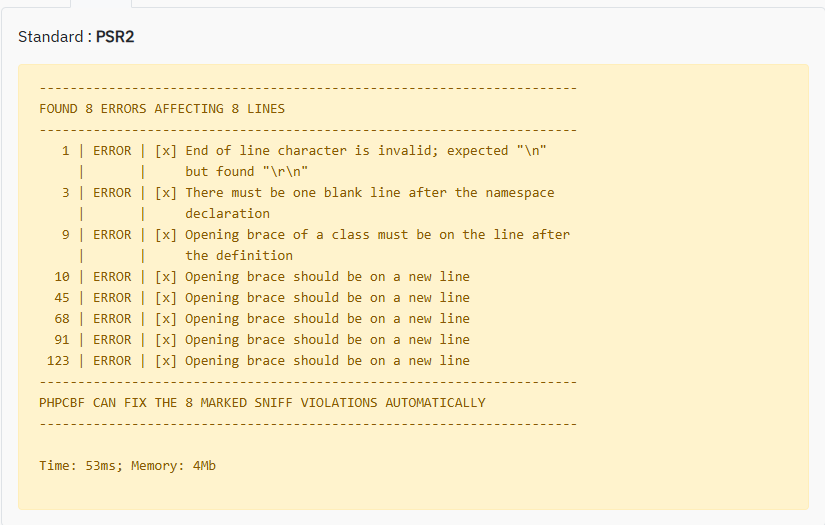 Standard : PSR2
----------------------------------------------------------------------
FOUND 8 ERRORS AFFECTING 8 LINES
----------------------------------------------------------------------
   1 | ERROR | [x] End of line character is invalid; expected "\n"
     |       |     but found "\r\n"
   3 | ERROR | [x] There must be one blank line after the namespace
     |       |     declaration
   9 | ERROR | [x] Opening brace of a class must be on the line after
     |       |     the definition
  10 | ERROR | [x] Opening brace should be on a new line
  45 | ERROR | [x] Opening brace should be on a new line
  68 | ERROR | [x] Opening brace should be on a new line
  91 | ERROR | [x] Opening brace should be on a new line
 123 | ERROR | [x] Opening brace should be on a new line
----------------------------------------------------------------------
PHPCBF CAN FIX THE 8 MARKED SNIFF VIOLATIONS AUTOMATICALLY
----------------------------------------------------------------------
Time: 53ms; Memory: 4Mb